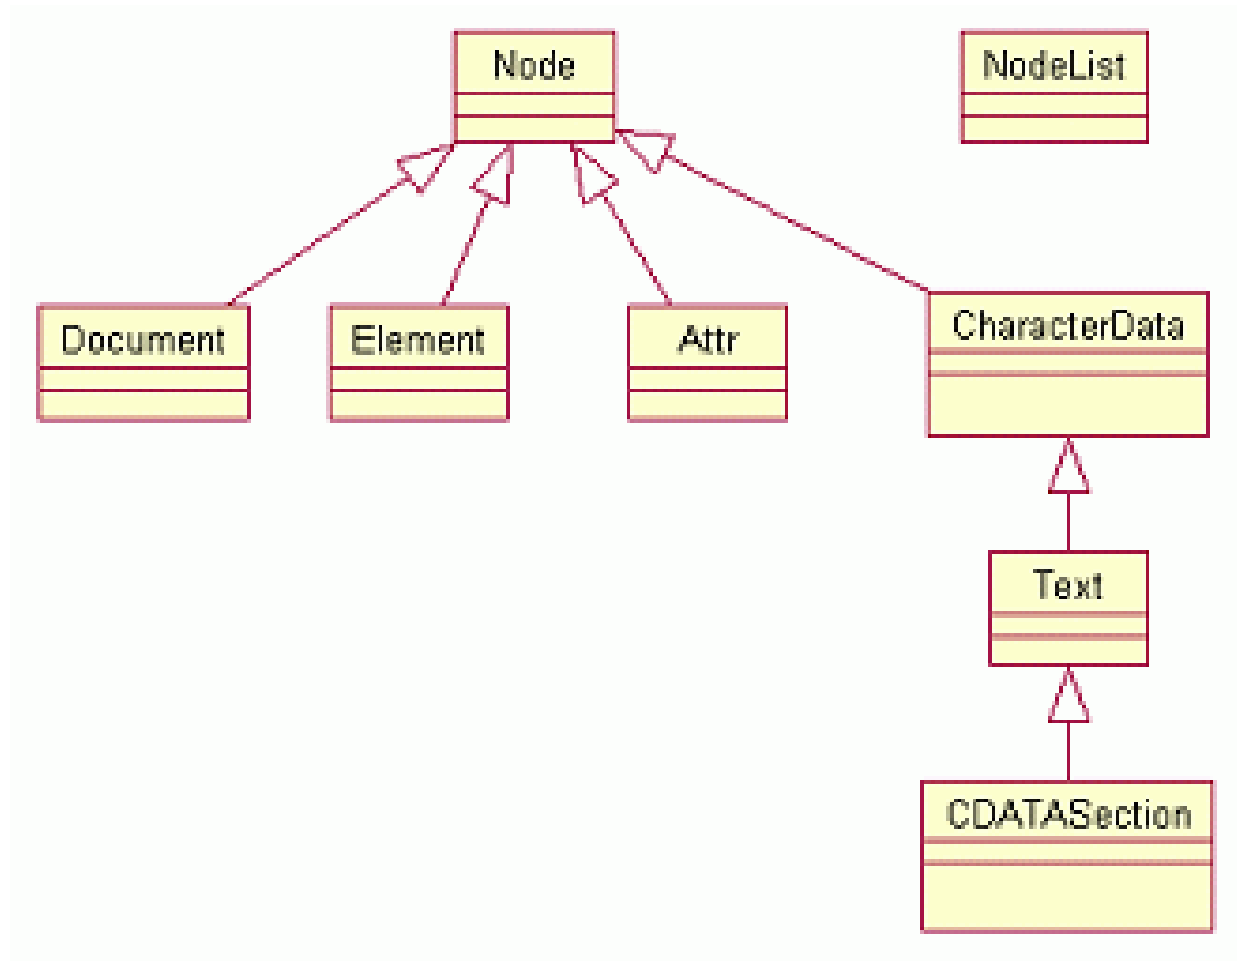 Node
NodeList
Document
Element
Attr
CharacterData
Text
CDATASection